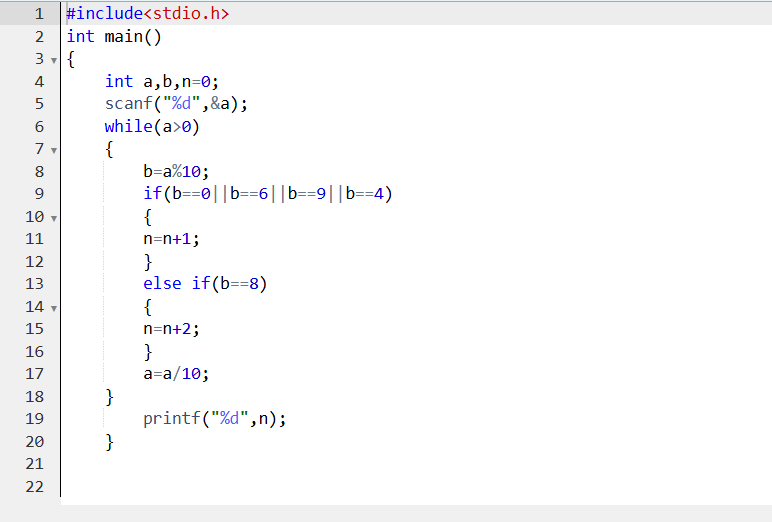 1 #include<stdio.h>
2 int main()
3 {
4 int a,b,n=0;
5 scanf("%d",&a);
6 while(a>0)
7 {
8 b=a%10;
9 if(b==0||b==6||b==9||b==4)
10 {
11 n=n+1;
12 }
13 else if(b==8)
14 {
15 n=n+2;
16 }
17 a=a/10;
18 }
19 printf("%d",n);
20 }
21
22